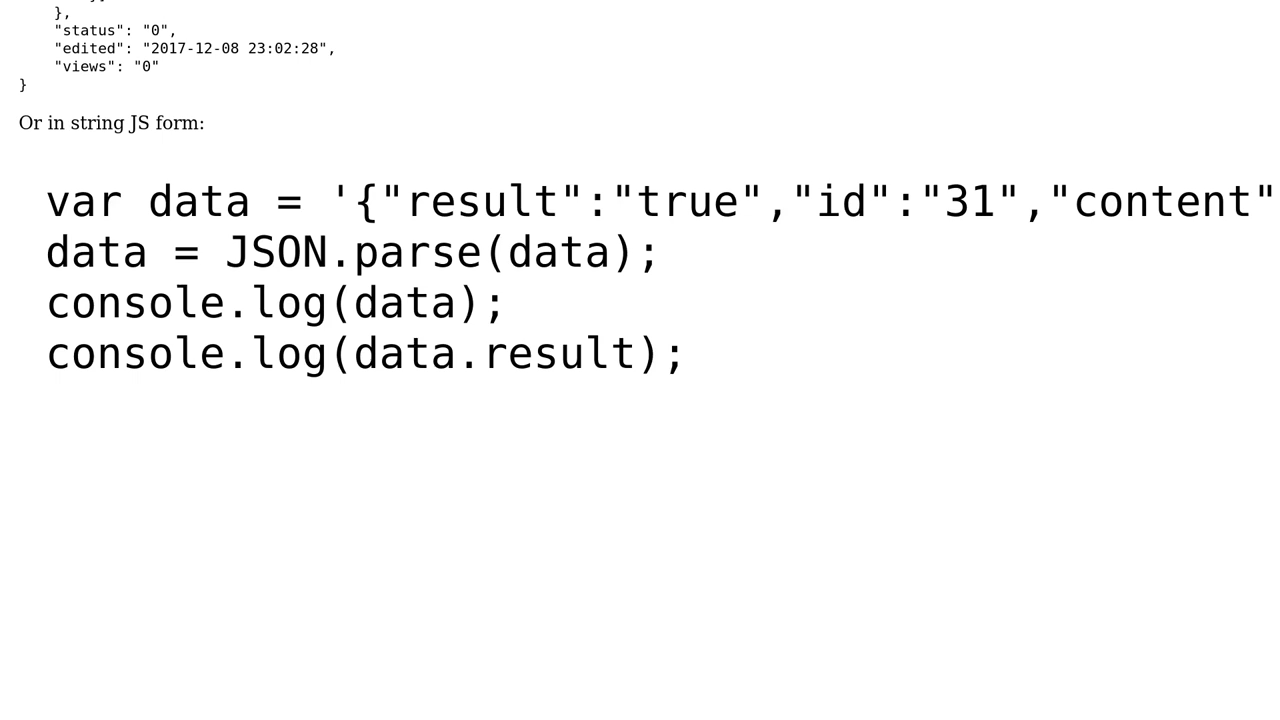 },
"status": "0",
"edited": "2017-12-08 23:02:28",
"views": "0"
}
Or in string JS form:
var data = '{"result":"true","id":"31","content"
data = JSON.parse(data);
console.log(data);
console.log(data.result);